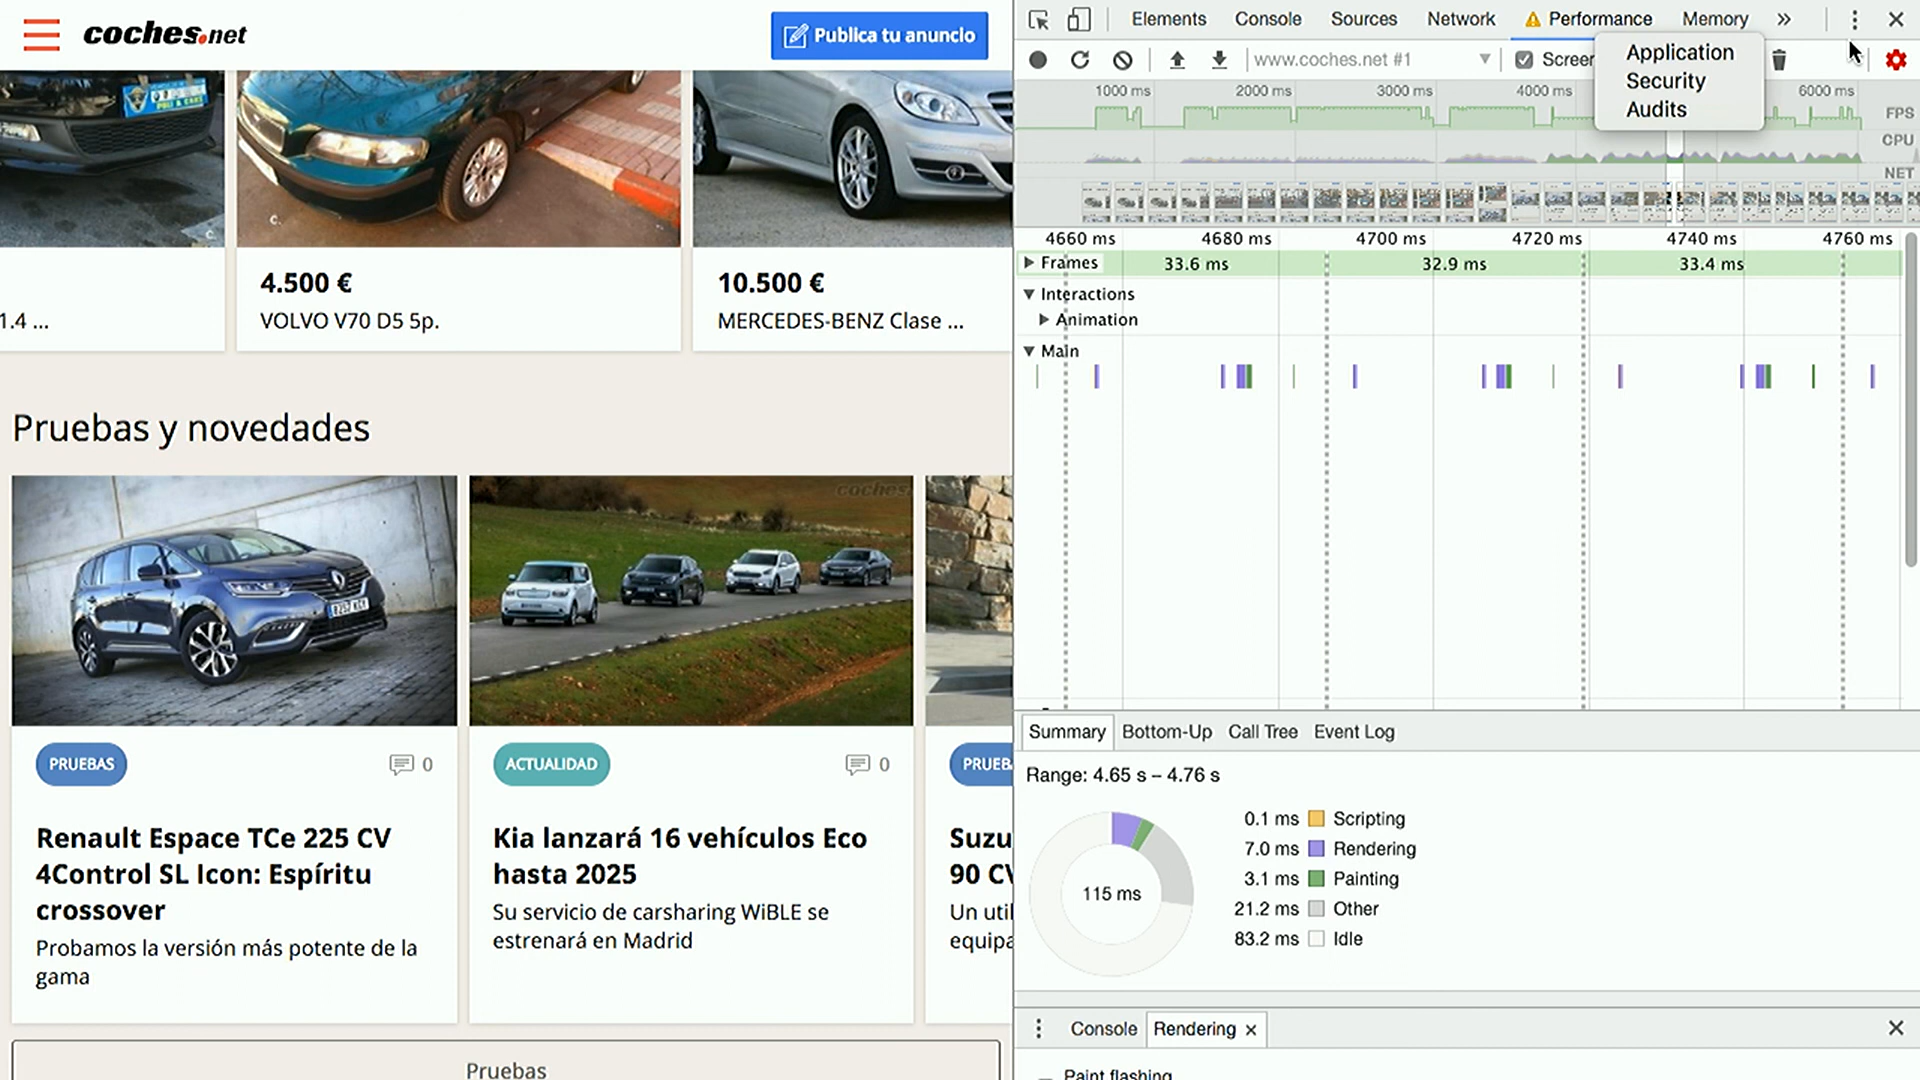 coches.net
Publica tu anuncio
POLI & CARS
1.4 ...
4.500 €
VOLVO V70 D5 5p.
10.500 €
MERCEDES-BENZ Clase ...
Pruebas y novedades
coches.
PRUEBAS
0
Renault Espace TCe 225 CV
4Control SL Icon: Espíritu
crossover
Probamos la versión más potente de la
gama
ACTUALIDAD
0
Kia lanzará 16 vehículos Eco
hasta 2025
Su servicio de carsharing WiBLE se
estrenará en Madrid
PRUEB
Suzu
90 CV
Un util
equipa
Pruebas
Elements Console Sources Network Performance Memory »
www.coches.net #1
Screen
Application
Security
Audits
1000 ms 2000 ms 3000 ms 4000 ms 6000 ms
FPS
CPU
NET
4660 ms 4680 ms 4700 ms 4720 ms 4740 ms 4760 ms
Frames 33.6 ms 32.9 ms 33.4 ms
Interactions
Animation
Main
Summary Bottom-Up Call Tree Event Log
Range: 4.65 s – 4.76 s
115 ms
0.1 ms Scripting
7.0 ms Rendering
3.1 ms Painting
21.2 ms Other
83.2 ms Idle
Console Rendering ×
Paint flashing